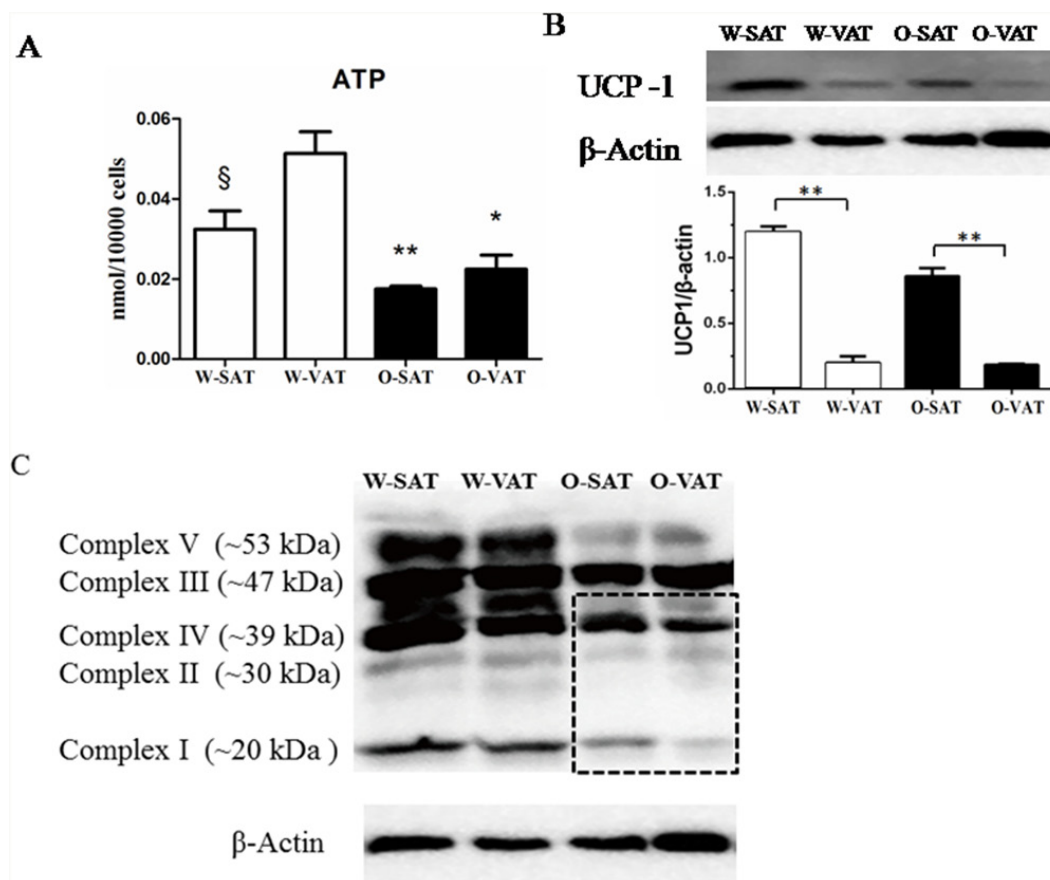 A
ATP
nmol/10000 cells
0.06
0.04
0.02
0.00
§
**
*
W-SAT W-VAT O-SAT O-VAT
B
W-SAT W-VAT O-SAT O-VAT
UCP -1
β-Actin
UCP1/β-actin
1.5
1.0
0.5
0.0
** **
W-SAT W-VAT O-SAT O-VAT
C
W-SAT W-VAT O-SAT O-VAT
Complex V (~53 kDa)
Complex III (~47 kDa)
Complex IV (~39 kDa)
Complex II (~30 kDa)
Complex I (~20 kDa )
β-Actin